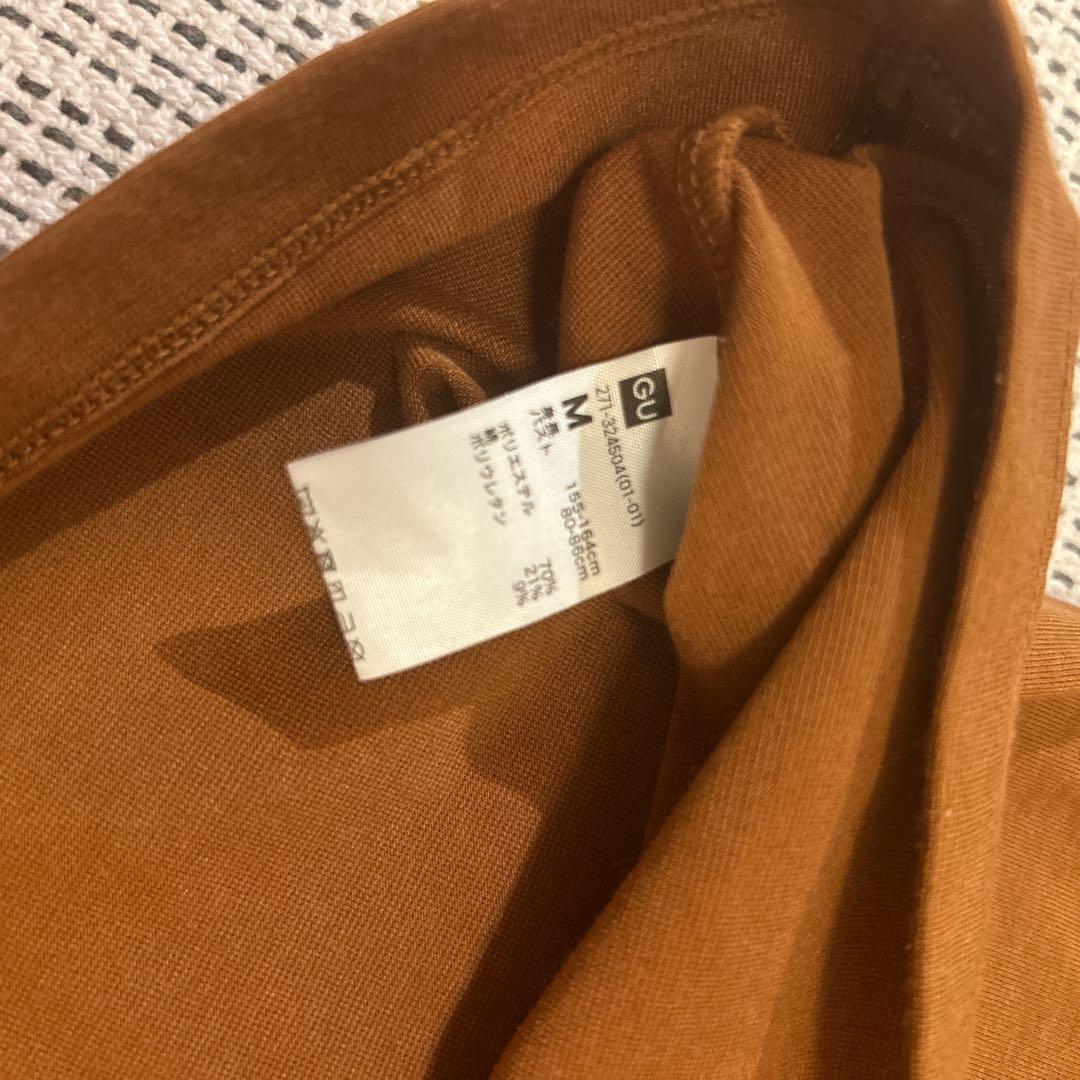 GU
271-324504(01-01)
M
身長 155-164cm
バスト 80-86cm
ポリエステル 70%
綿 21%
ポリウレタン 9%